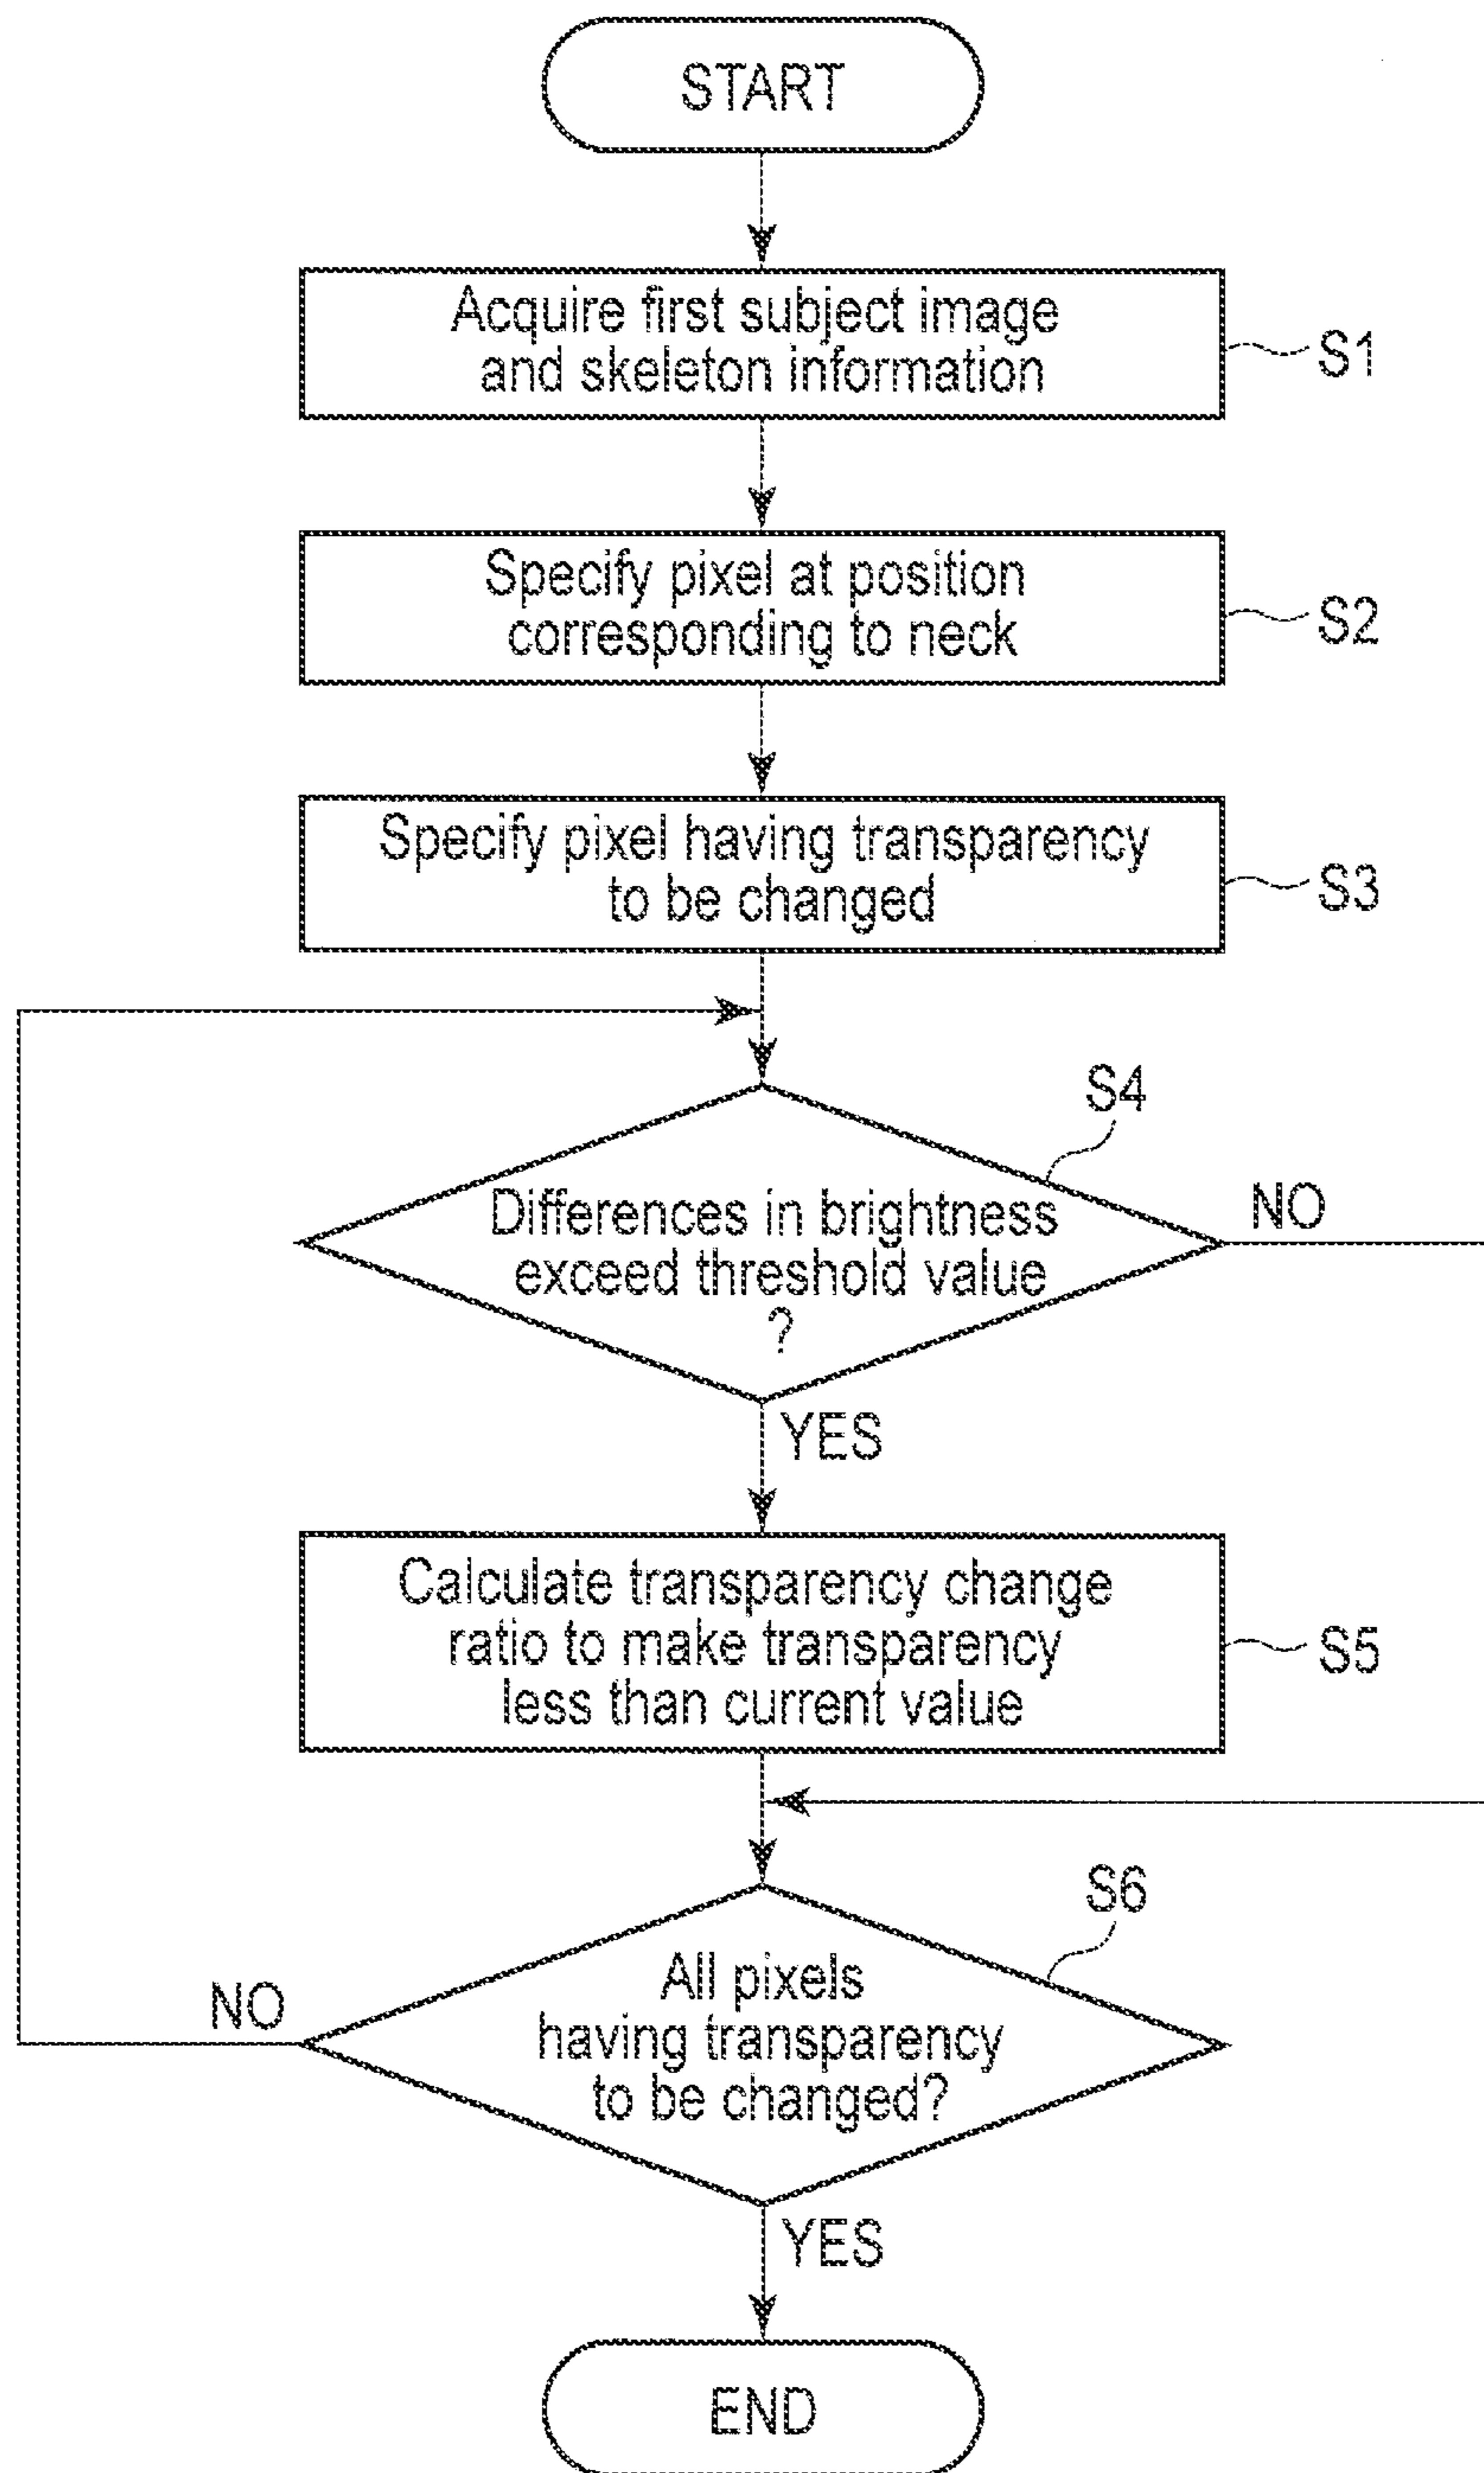 START
Acquire first subject image
and skeleton information
S1
Specify pixel at position
corresponding to neck
S2
Specify pixel having transparency
to be changed
S3
S4
Differences in brightness
exceed threshold value
?
NO
YES
Calculate transparency change
ratio to make transparency
less than current value
S5
S6
All pixels
having transparency
to be changed?
NO
YES
END